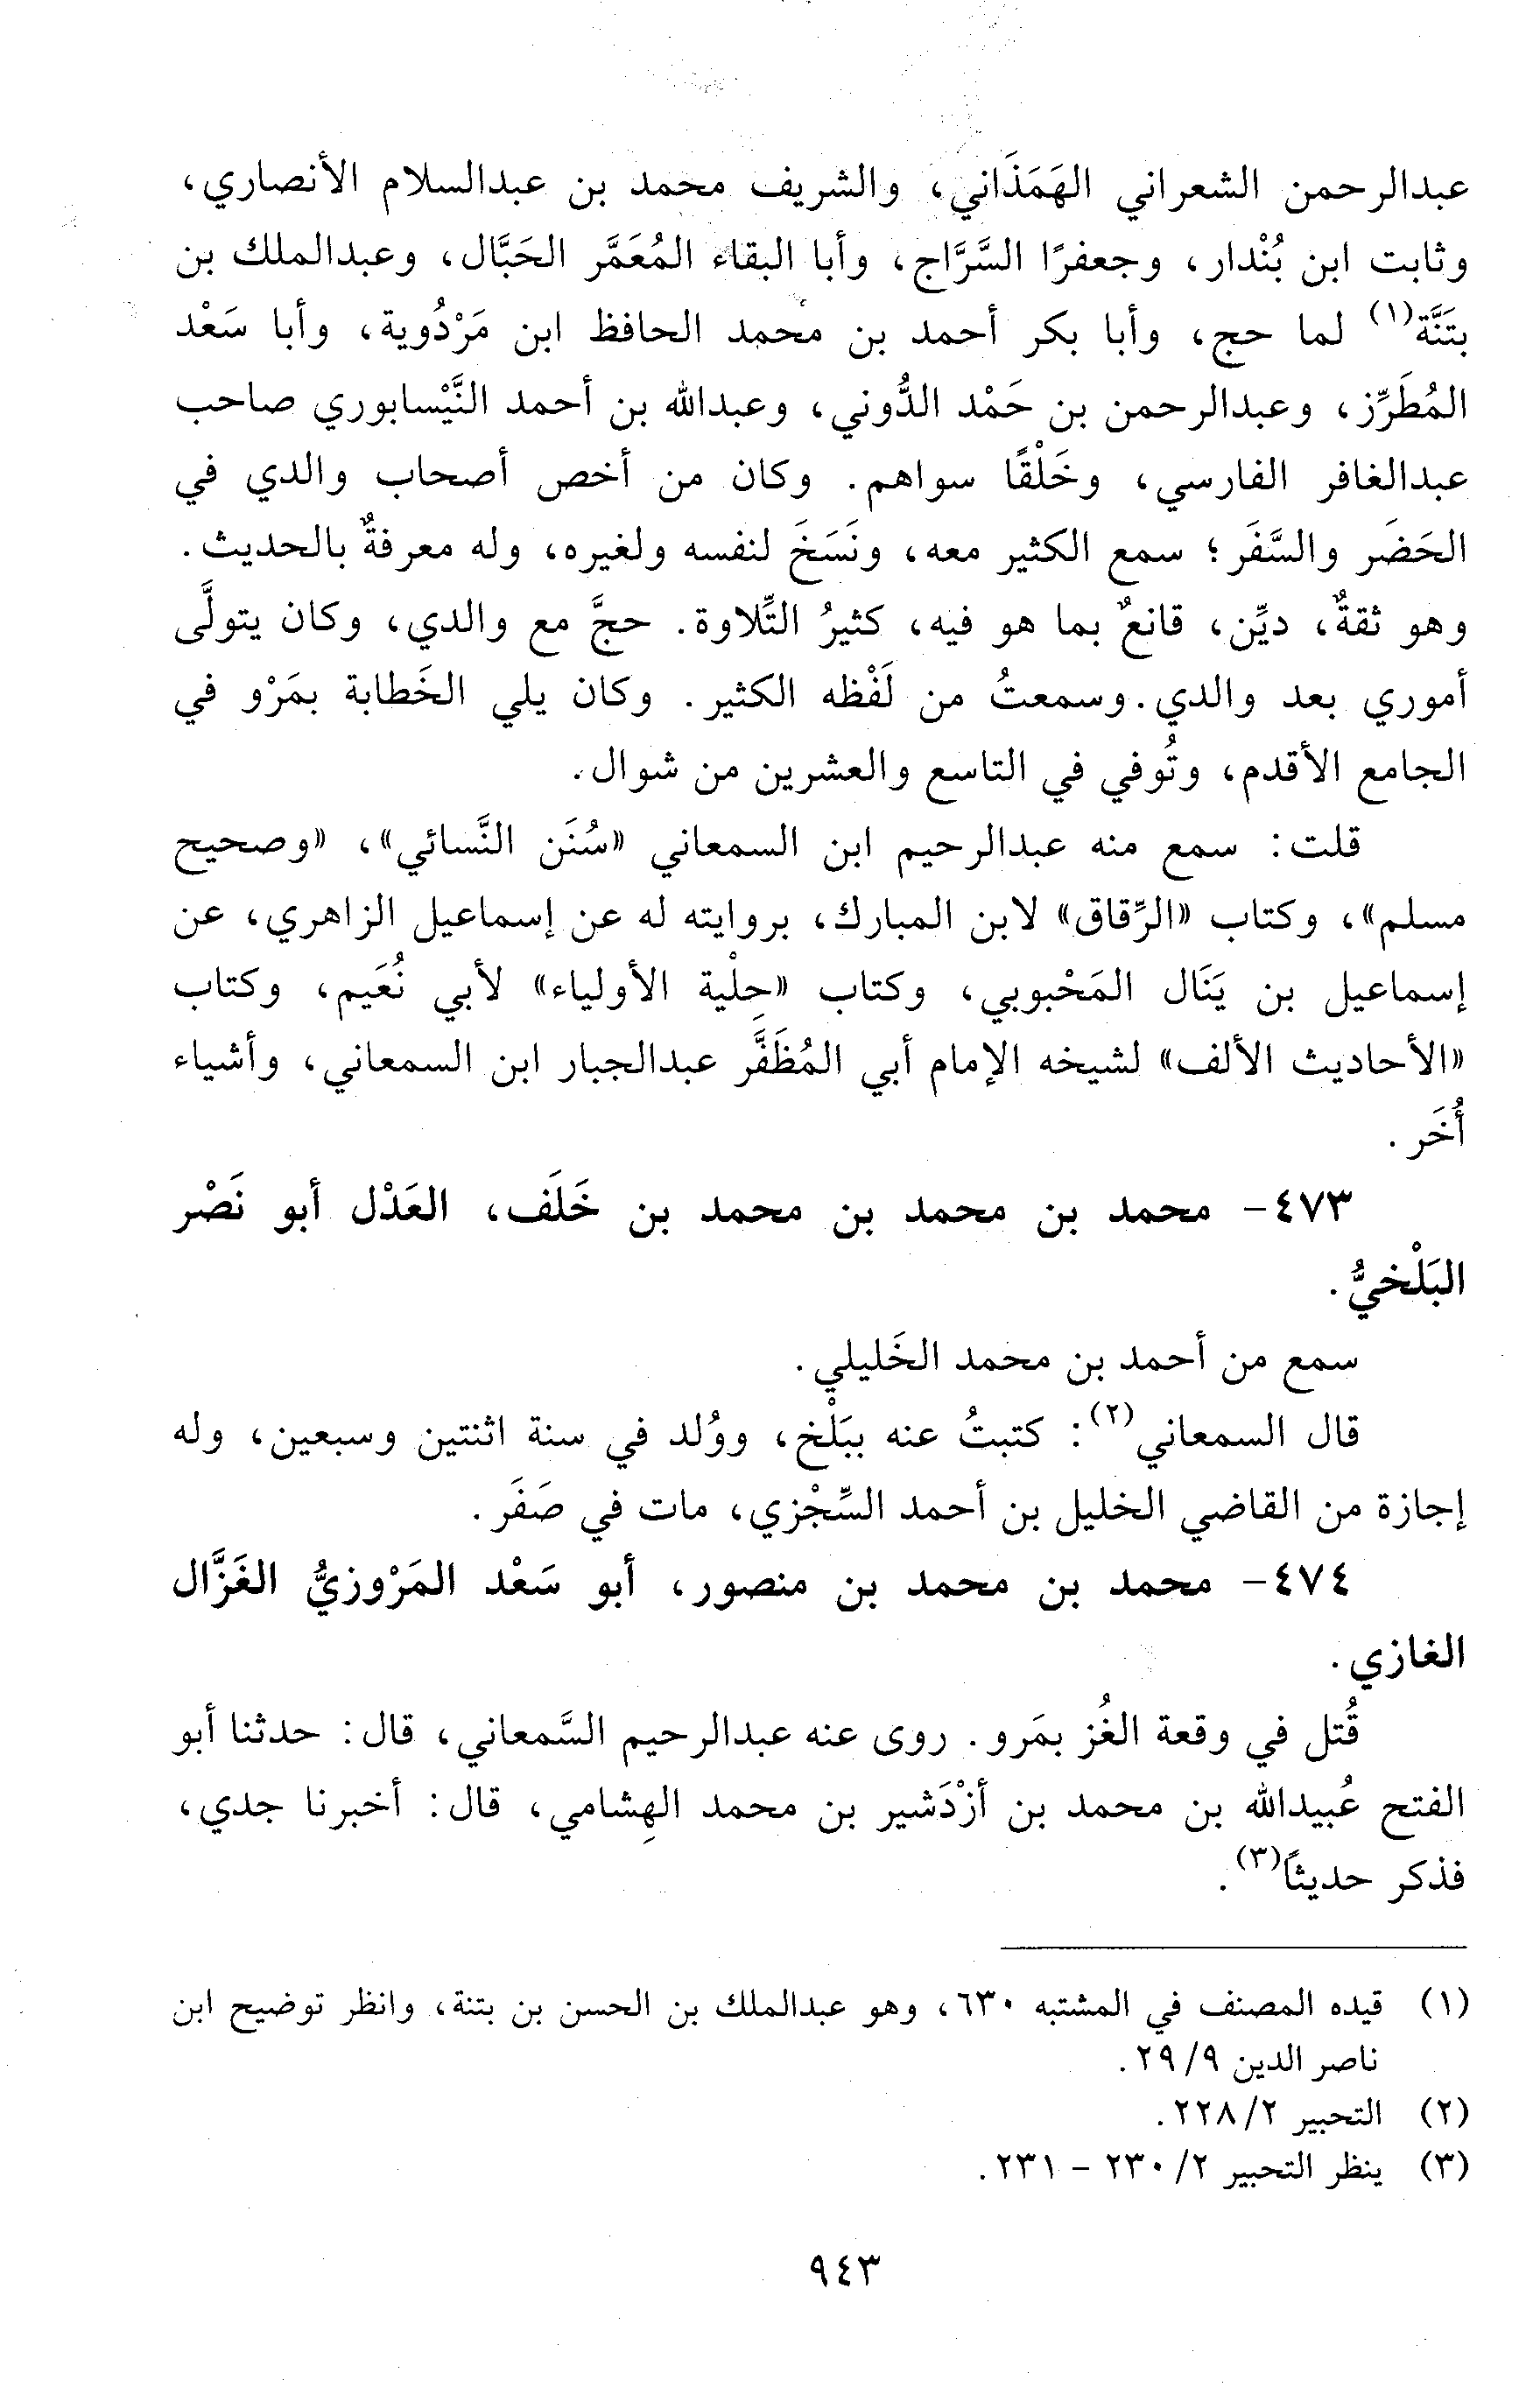 عبدالرحمن الشعراني الهَمَذَاني، والشريف محمد بن عبدالسلام الأنصاري،
وثابت ابن بُنْدار، وجعفرًا السَّرَّاج، وأبا البقاء المُعَمَّر الحَبَّال، وعبدالملك بن
بتَنَّة(١) لما حج، وأبا بكر أحمد بن محمد الحافظ ابن مَرْدُوية، وأبا سَعْد
المُطَرِّز، وعبدالرحمن بن حَمْد الدُّوني، وعبدالله بن أحمد النَّيْسابوري صاحب
عبدالغافر الفارسي، وخَلْقًا سواهم. وكان من أخص أصحاب والدي في
الحَضَر والسَّفَر؛ سمع الكثير معه، ونَسَخَ لنفسه ولغيره، وله معرفةٌ بالحديث.
وهو ثقةٌ، ديِّن، قانعٌ بما هو فيه، كثيرُ التِّلاوة. حجَّ مع والدي، وكان يتولَّى
أموري بعد والدي. وسمعتُ من لَفْظه الكثير. وكان يلي الخَطابة بمَرْو في
الجامع الأقدم، وتُوفي في التاسع والعشرين من شوال.
قلت: سمع منه عبدالرحيم ابن السمعاني «سُنَن النَّسائي»، «وصحيح
مسلم»، وكتاب «الرِّقاق» لابن المبارك، بروايته له عن إسماعيل الزاهري، عن
إسماعيل بن يَنَال المَحْبوبي، وكتاب «حِلْية الأولياء» لأبي نُعَيم، وكتاب
«الأحاديث الألف» لشيخه الإمام أبي المُظَفَّر عبدالجبار ابن السمعاني، وأشياء
أُخَر.
٤٧٣- محمد بن محمد بن محمد بن خَلَف، العَدْل أبو نَصْر
البَلْخيُّ.
سمع من أحمد بن محمد الخَليلي.
قال السمعاني(٢): كتبتُ عنه ببَلْخ، ووُلد في سنة اثنتين وسبعين، وله
إجازة من القاضي الخليل بن أحمد السِّجْزي، مات في صَفَر.
٤٧٤- محمد بن محمد بن منصور، أبو سَعْد المَرْوزيُّ الغَزَّال
الغازي.
قُتل في وقعة الغُز بمَرو. روى عنه عبدالرحيم السَّمعاني، قال: حدثنا أبو
الفتح عُبيدالله بن محمد بن أزْدَشير بن محمد الهِشامي، قال: أخبرنا جدي،
فذكر حديثًا(٣).
(١) قيده المصنف في المشتبه ٦٣٠، وهو عبدالملك بن الحسن بن بتنة، وانظر توضيح ابن
ناصر الدين ٩/ ٢٩.
(٢) التحبير ٢/ ٢٢٨.
(٣) ينظر التحبير ٢/ ٢٣٠ - ٢٣١.
٩٤٣